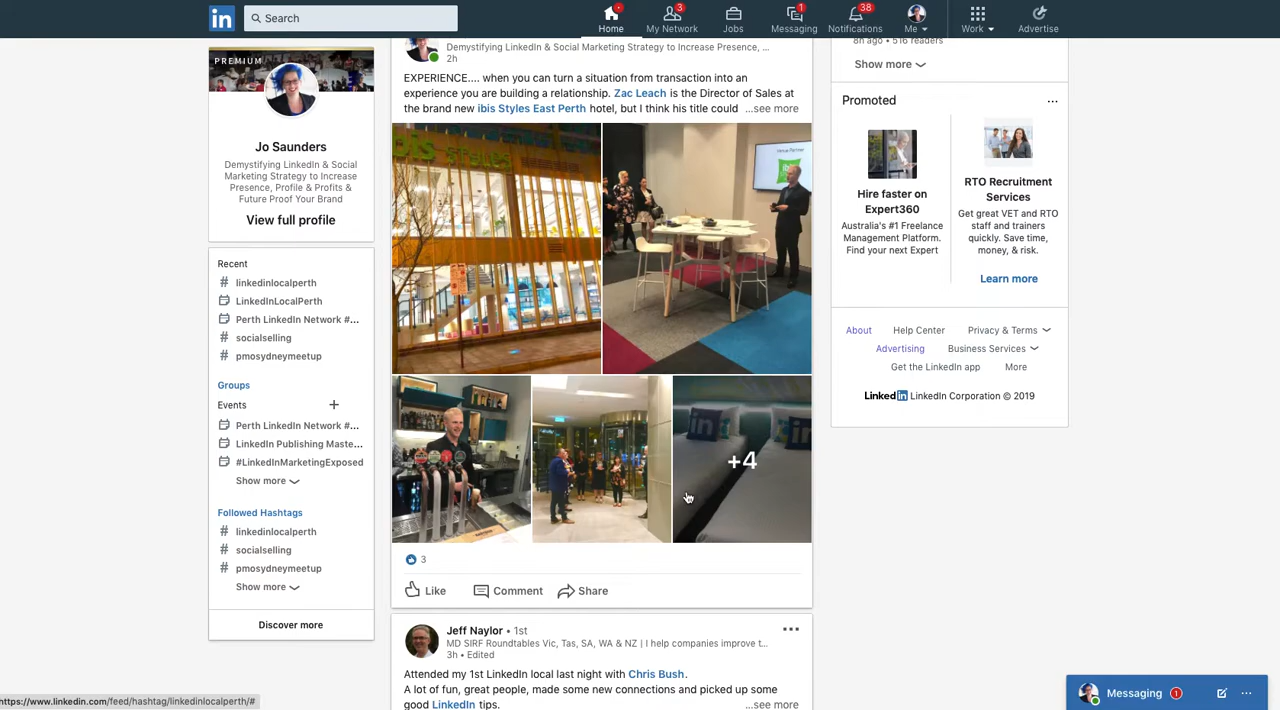 in
Search
Home
My Network
3
Jobs
Messaging
1
Notifications
38
Me
Work
Advertise
PREMIUM
Jo Saunders
Demystifying LinkedIn & Social
Marketing Strategy to Increase
Presence, Profile & Profits &
Future Proof Your Brand
View full profile
Recent
# linkedinlocalperth
LinkedInLocalPerth
Perth LinkedIn Network #...
# socialselling
# pmosydneymeetup
Groups
Events +
Perth LinkedIn Network #...
LinkedIn Publishing Maste...
#LinkedInMarketingExposed
Show more
Followed Hashtags
# linkedinlocalperth
# socialselling
# pmosydneymeetup
Show more
Discover more
Demystifying LinkedIn & Social Marketing Strategy to Increase Presence, ...
2h
EXPERIENCE.... when you can turn a situation from transaction into an
experience you are building a relationship. Zac Leach is the Director of Sales at
the brand new ibis Styles East Perth hotel, but I think his title could ...see more
+4
3
Like Comment Share
Jeff Naylor • 1st
MD SIRF Roundtables Vic, Tas, SA, WA & NZ | I help companies improve t...
3h • Edited
Attended my 1st LinkedIn local last night with Chris Bush.
A lot of fun, great people, made some new connections and picked up some
good LinkedIn tips. ...see more
8h ago • 516 readers
Show more
Promoted ...
Hire faster on
Expert360
Australia's #1 Freelance
Management Platform.
Find your next Expert
RTO Recruitment
Services
Get great VET and RTO
staff and trainers
quickly. Save time,
money, & risk.
Learn more
About Help Center Privacy & Terms
Advertising Business Services
Get the LinkedIn app More
Linked in LinkedIn Corporation © 2019
Messaging 1
https://www.linkedin.com/feed/hashtag/linkedinlocalperth/#